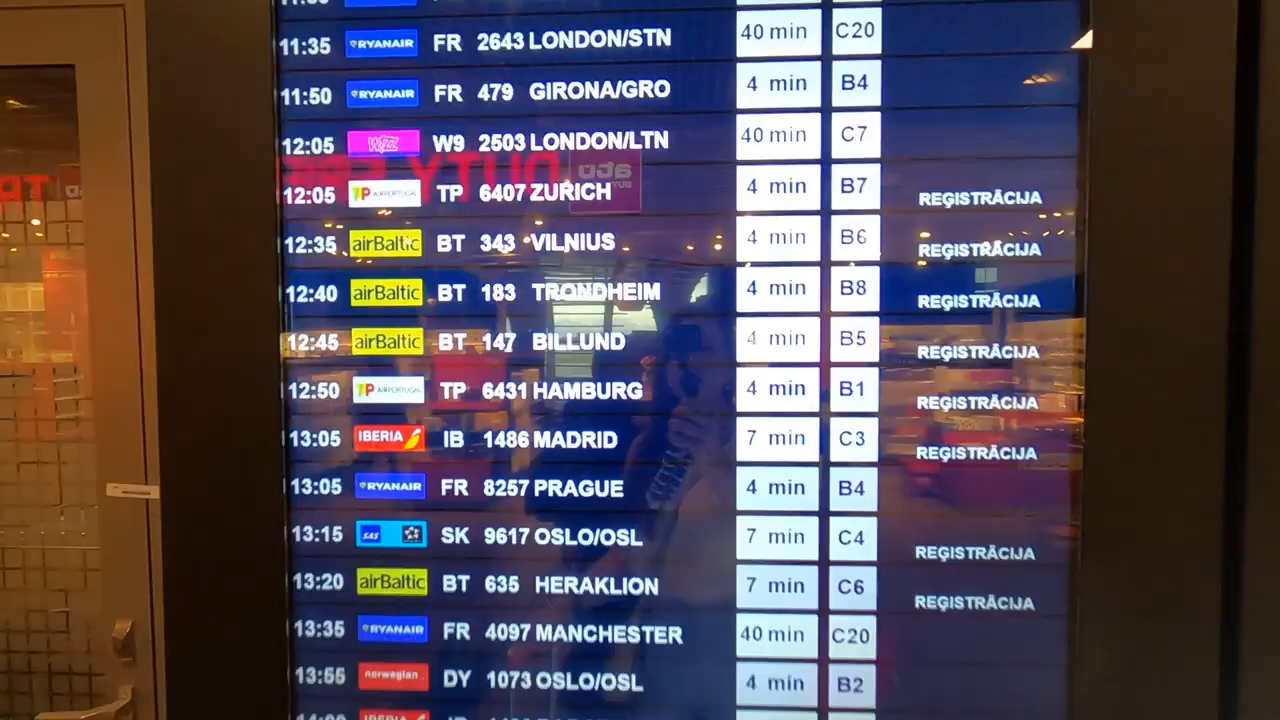 11:35 RYANAIR FR 2643 LONDON/STN 40 min C20
11:50 RYANAIR FR 479 GIRONA/GRO 4 min B4
12:05 Wizz W9 2503 LONDON/LTN 40 min C7
12:05 TP AIRPORTUGAL TP 6407 ZURICH 4 min B7 REĢISTRĀCIJA
12:35 airBaltic BT 343 VILNIUS 4 min B6 REĢISTRĀCIJA
12:40 airBaltic BT 183 TRONDHEIM 4 min B8 REĢISTRĀCIJA
12:45 airBaltic BT 147 BILLUND 4 min B5 REĢISTRĀCIJA
12:50 TP AIRPORTUGAL TP 6431 HAMBURG 4 min B1 REĢISTRĀCIJA
13:05 IBERIA IB 1486 MADRID 7 min C3 REĢISTRĀCIJA
13:05 RYANAIR FR 8257 PRAGUE 4 min B4
13:15 SAS SK 9617 OSLO/OSL 7 min C4 REĢISTRĀCIJA
13:20 airBaltic BT 635 HERAKLION 7 min C6 REĢISTRĀCIJA
13:35 RYANAIR FR 4097 MANCHESTER 40 min C20
13:55 norwegian DY 1073 OSLO/OSL 4 min B2